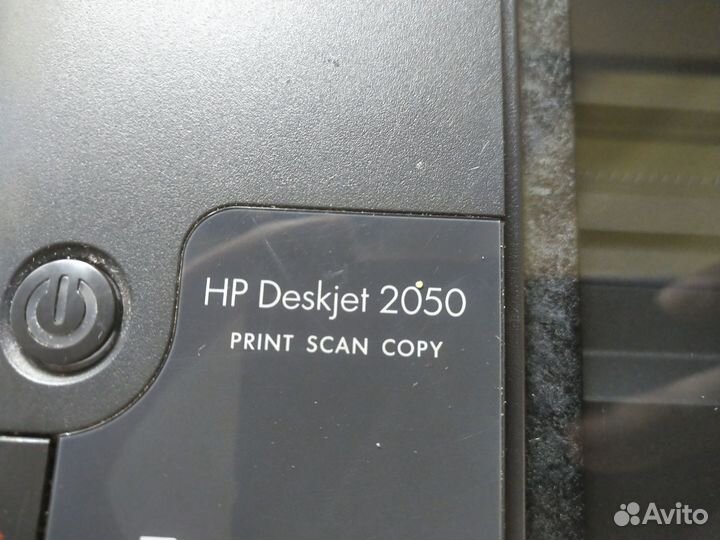 HP Deskjet 2050
PRINT SCAN COPY
Avito